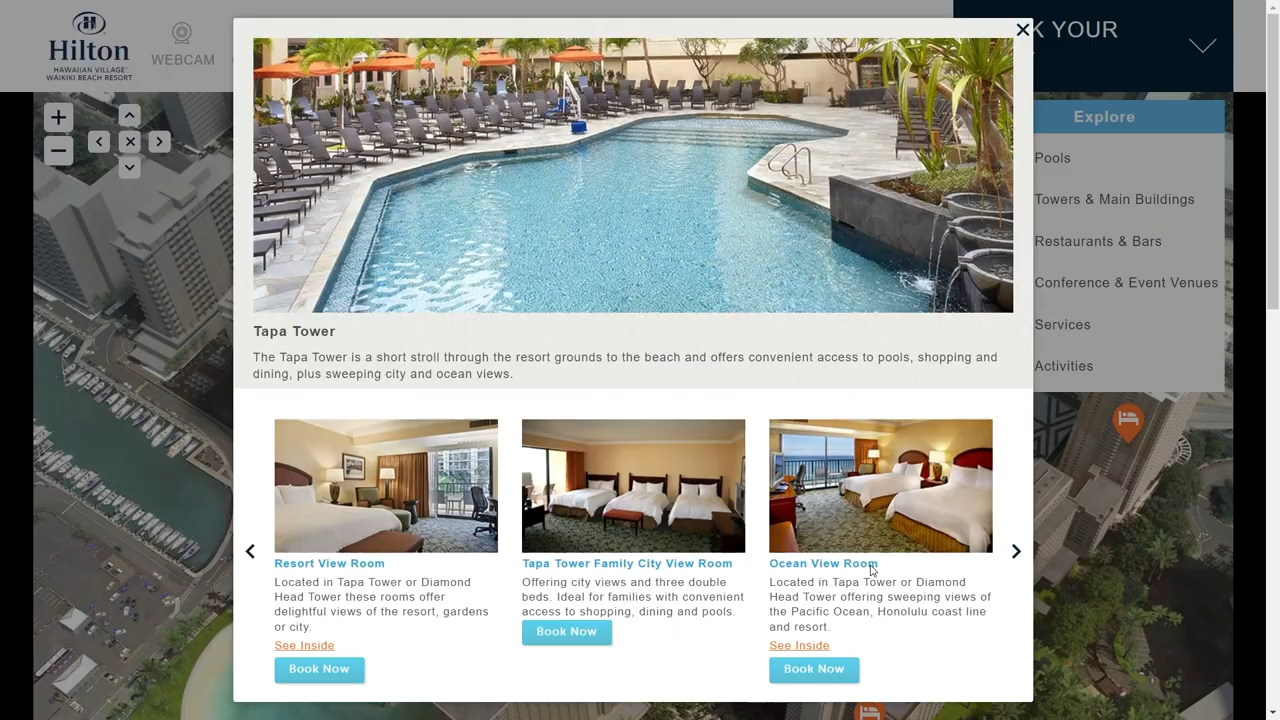 Hilton
HAWAIIAN VILLAGE
WAIKIKI BEACH RESORT
WEBCAM
K YOUR
Explore
Pools
Towers & Main Buildings
Restaurants & Bars
Conference & Event Venues
Services
Activities
Tapa Tower
The Tapa Tower is a short stroll through the resort grounds to the beach and offers convenient access to pools, shopping and
dining, plus sweeping city and ocean views.
Resort View Room
Located in Tapa Tower or Diamond
Head Tower these rooms offer
delightful views of the resort, gardens
or city.
See Inside
Book Now
Tapa Tower Family City View Room
Offering city views and three double
beds. Ideal for families with convenient
access to shopping, dining and pools.
Book Now
Ocean View Room
Located in Tapa Tower or Diamond
Head Tower offering sweeping views of
the Pacific Ocean, Honolulu coast line
and resort.
See Inside
Book Now